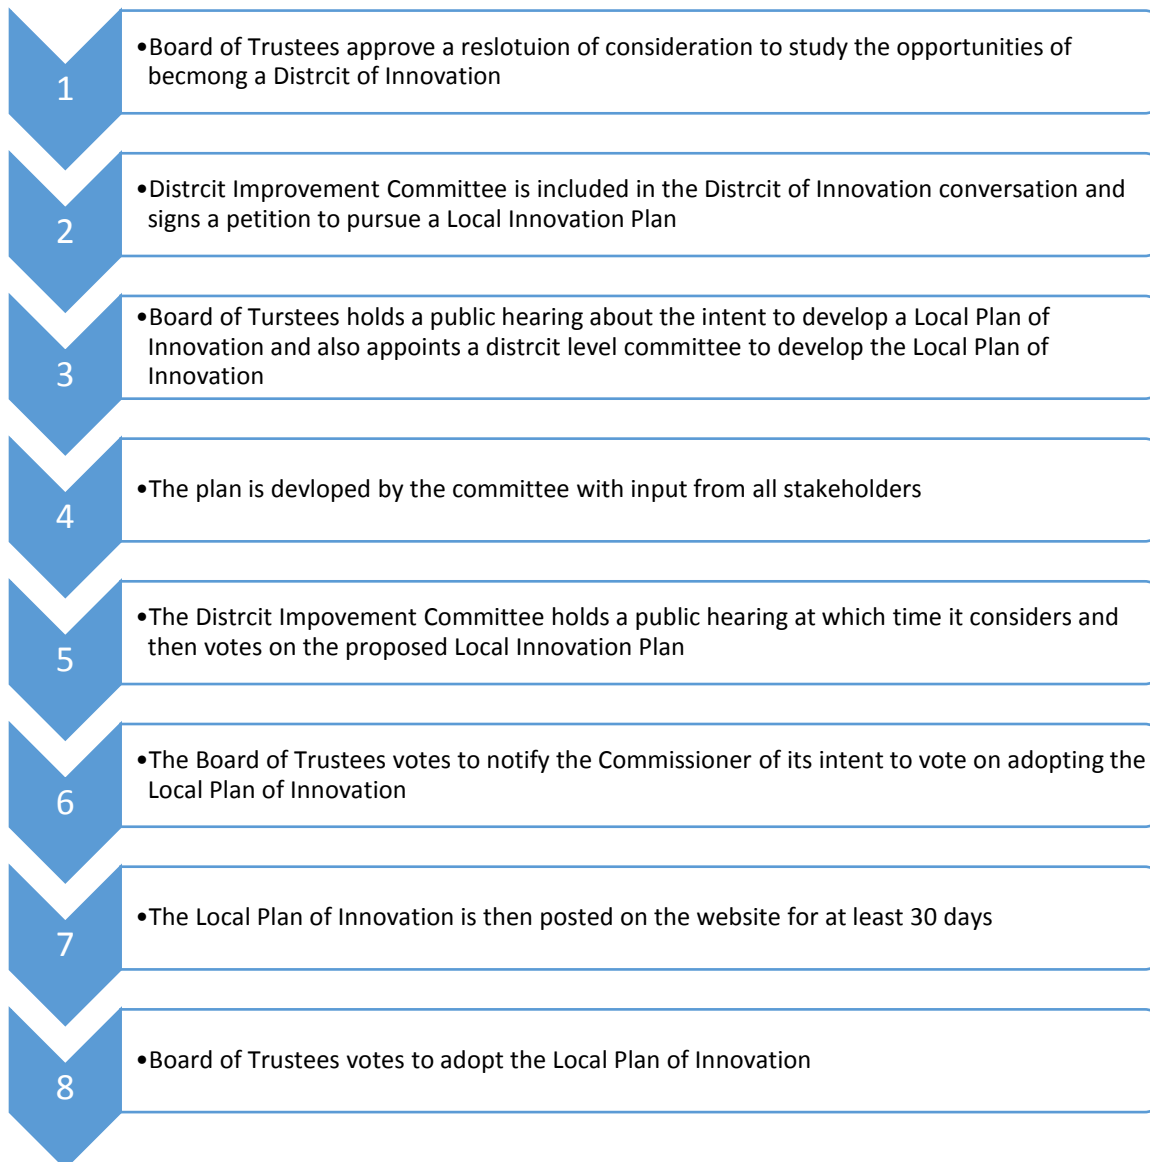 1
•Board of Trustees approve a reslotuion of consideration to study the opportunities of
becmong a Distrcit of Innovation
2
•Distrcit Improvement Committee is included in the Distrcit of Innovation conversation and
signs a petition to pursue a Local Innovation Plan
3
•Board of Turstees holds a public hearing about the intent to develop a Local Plan of
Innovation and also appoints a distrcit level committee to develop the Local Plan of
Innovation
4
•The plan is devloped by the committee with input from all stakeholders
5
•The Distrcit Impovement Committee holds a public hearing at which time it considers and
then votes on the proposed Local Innovation Plan
6
•The Board of Trustees votes to notify the Commissioner of its intent to vote on adopting the
Local Plan of Innovation
7
•The Local Plan of Innovation is then posted on the website for at least 30 days
8
•Board of Trustees votes to adopt the Local Plan of Innovation